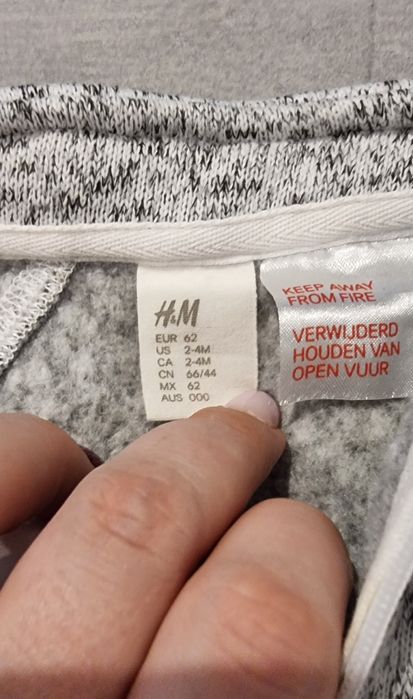 H&M
EUR 62
US 2-4M
CA 2-4M
CN 66/44
MX 62
AUS 000
KEEP AWAY
FROM FIRE
VERWIJDERD
HOUDEN VAN
OPEN VUUR